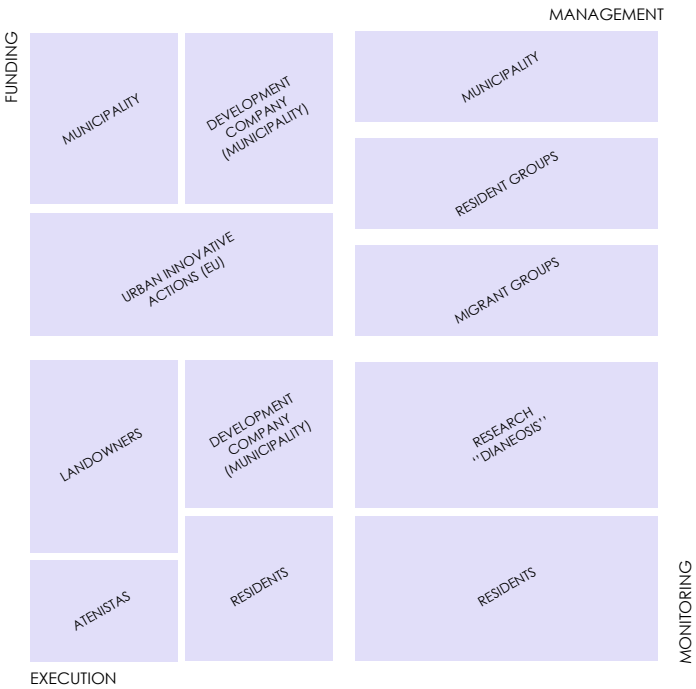 MANAGEMENT
FUNDING
MUNICIPALITY
DEVELOPMENT
COMPANY
(MUNICIPALITY)
URBAN INNOVATIVE
ACTIONS (EU)
MUNICIPALITY
RESIDENT GROUPS
MIGRANT GROUPS
LANDOWNERS
DEVELOPMENT
COMPANY
(MUNICIPALITY)
ATENISTAS
RESIDENTS
RESEARCH
‘’DIANEOSIS’’
RESIDENTS
MONITORING
EXECUTION